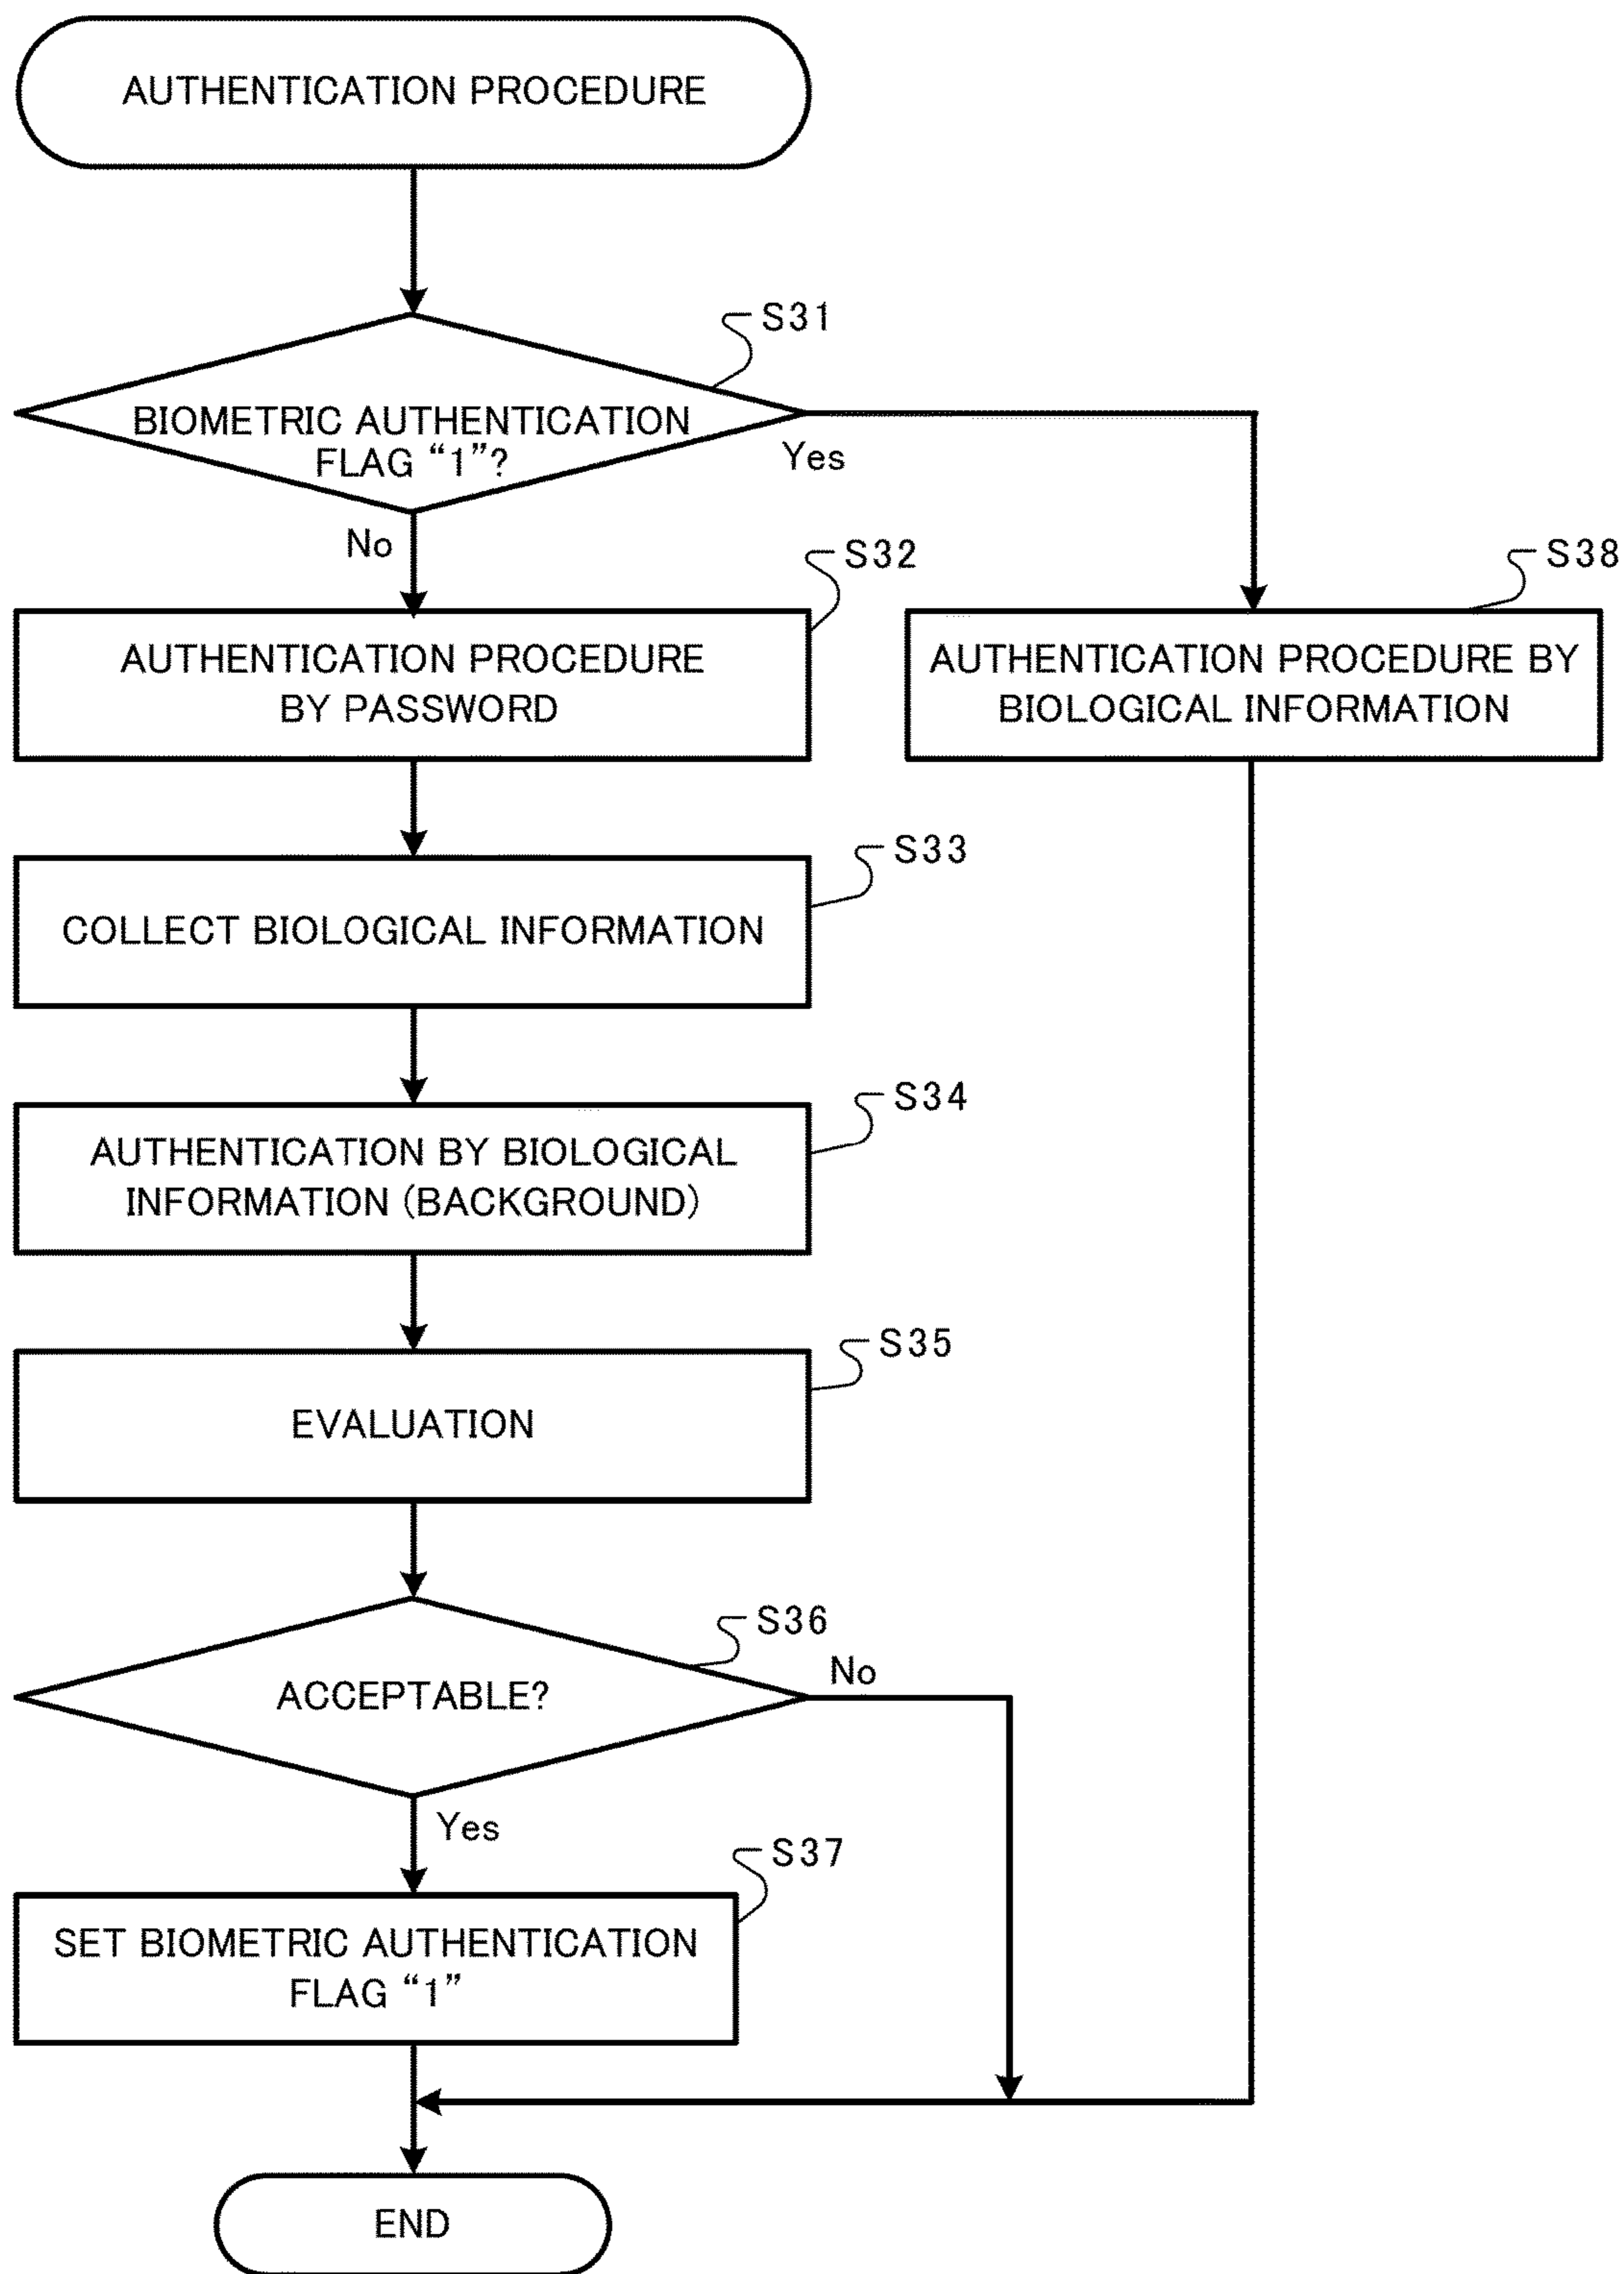 AUTHENTICATION PROCEDURE
S31
BIOMETRIC AUTHENTICATION
FLAG “1”?
Yes
No
S32
AUTHENTICATION PROCEDURE
BY PASSWORD
S38
AUTHENTICATION PROCEDURE BY
BIOLOGICAL INFORMATION
S33
COLLECT BIOLOGICAL INFORMATION
S34
AUTHENTICATION BY BIOLOGICAL
INFORMATION (BACKGROUND)
S35
EVALUATION
S36
ACCEPTABLE?
No
Yes
S37
SET BIOMETRIC AUTHENTICATION
FLAG “1”
END